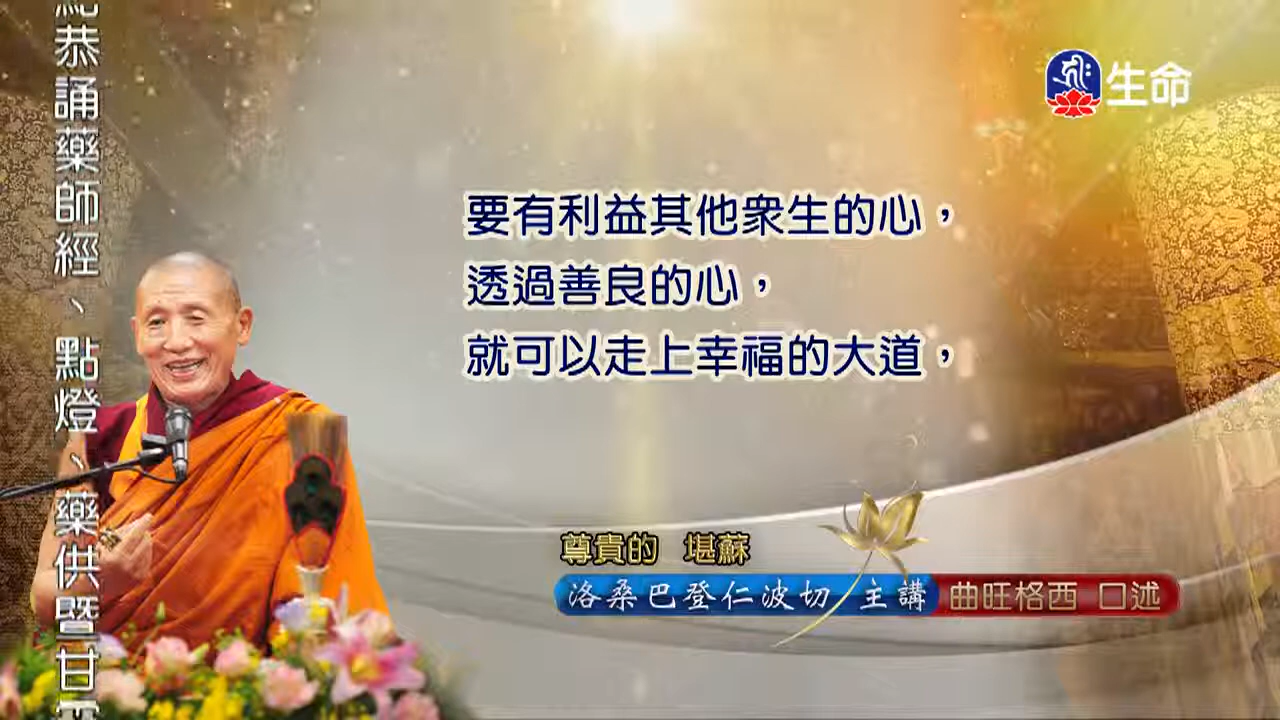 生命
恭誦藥師經、點燈、藥供暨甘
要有利益其他衆生的心，
透過善良的心，
就可以走上幸福的大道，
尊貴的 堪蘇
洛桑巴登仁波切 主講 曲旺格西 口述